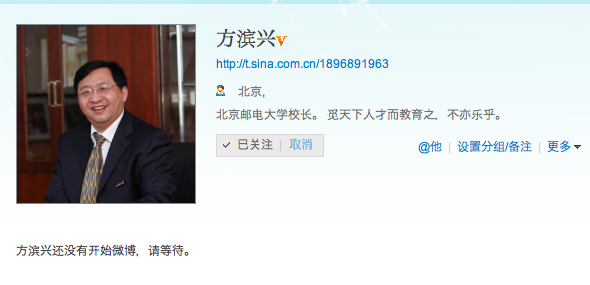 方滨兴v
http://t.sina.com.cn/1896891963
北京,
北京邮电大学校长。 觅天下人才而教育之，不亦乐乎。
已关注 | 取消
@他 | 设置分组/备注 | 更多
方滨兴还没有开始微博，请等待。